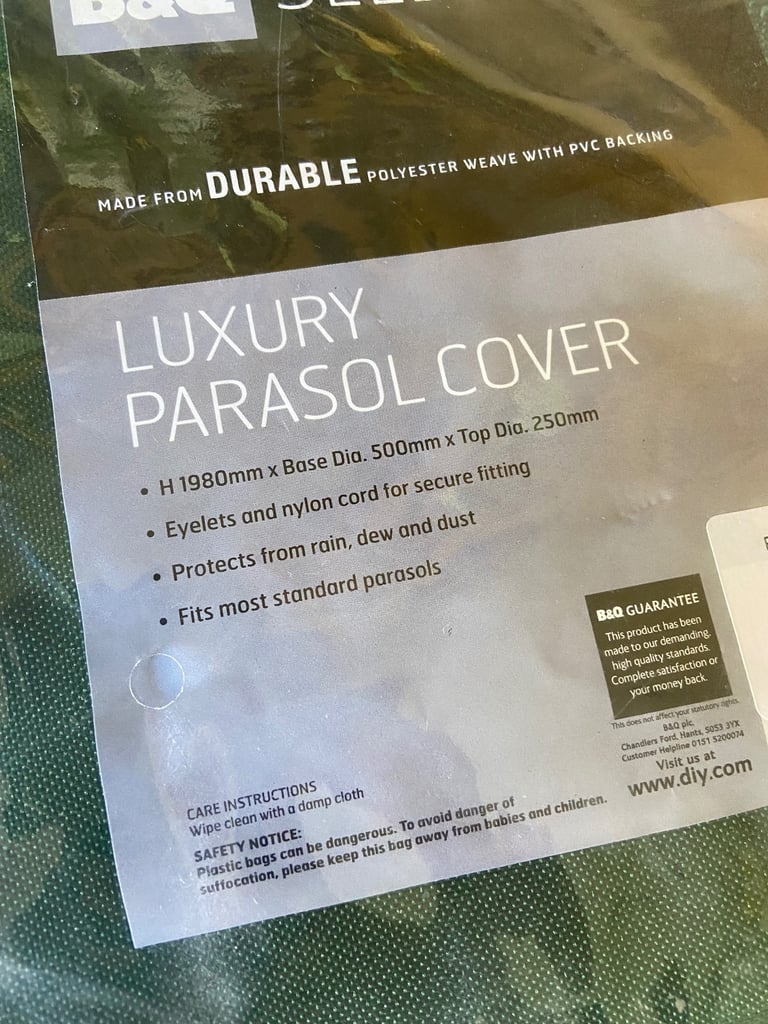 B&Q
MADE FROM DURABLE POLYESTER WEAVE WITH PVC BACKING
LUXURY
PARASOL COVER
• H 1980mm x Base Dia. 500mm x Top Dia. 250mm
• Eyelets and nylon cord for secure fitting
• Protects from rain, dew and dust
• Fits most standard parasols
B&Q GUARANTEE
This product has been
made to our demanding,
high quality standards.
Complete satisfaction or
your money back.
This does not affect your statutory rights.
B&Q plc,
Chandlers Ford, Hants, SO53 3YX
Customer Helpline 0151 5200074
Visit us at
www.diy.com
CARE INSTRUCTIONS
Wipe clean with a damp cloth
SAFETY NOTICE:
Plastic bags can be dangerous. To avoid danger of
suffocation, please keep this bag away from babies and children.